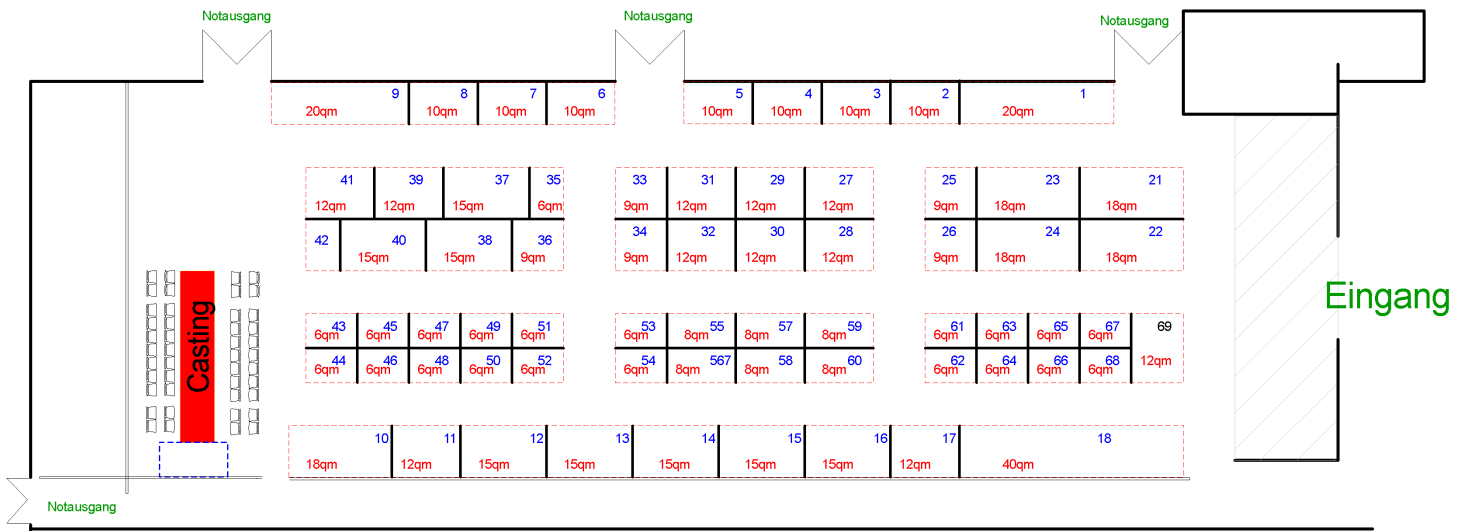 Notausgang Notausgang Notausgang
9 8 7 6 5 4 3 2 1
20qm 10qm 10qm 10qm 10qm 10qm 10qm 10qm 20qm
41 39 37 35 33 31 29 27 25 23 21
12qm 12qm 15qm 6qm 9qm 12qm 12qm 12qm 9qm 18qm 18qm
42 40 38 36 34 32 30 28 26 24 22
15qm 15qm 9qm 9qm 12qm 12qm 12qm 9qm 18qm 18qm
Casting
Eingang
43 45 47 49 51 53 55 57 59 61 63 65 67 69
6qm 6qm 6qm 6qm 6qm 6qm 8qm 8qm 8qm 6qm 6qm 6qm 6qm 12qm
44 46 48 50 52 54 567 58 60 62 64 66 68
6qm 6qm 6qm 6qm 6qm 6qm 8qm 8qm 8qm 6qm 6qm 6qm 6qm
10 11 12 13 14 15 16 17 18
18qm 12qm 15qm 15qm 15qm 15qm 15qm 12qm 40qm
Notausgang